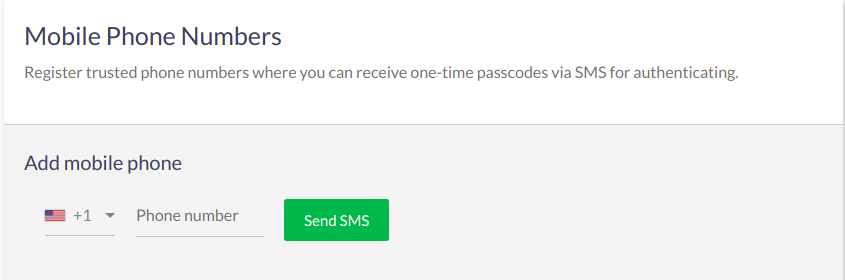 Mobile Phone Numbers
Register trusted phone numbers where you can receive one-time passcodes via SMS for authenticating.
Add mobile phone
+1 Phone number Send SMS